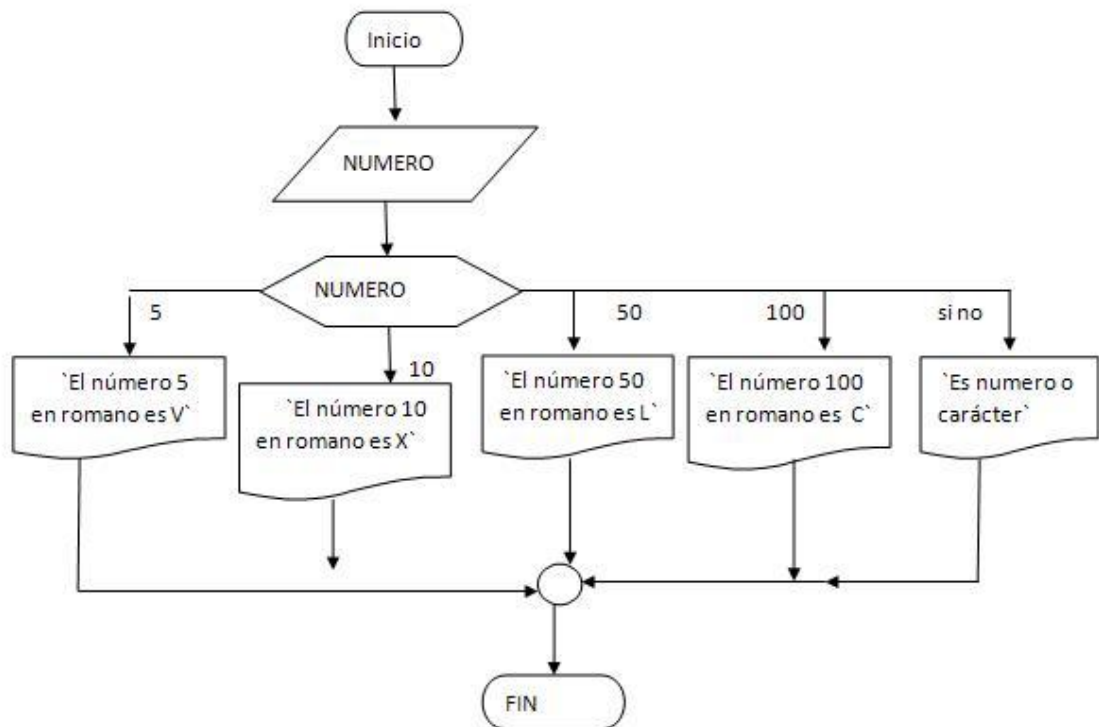 Inicio
NUMERO
NUMERO
5
10
50
100
si no
`El número 5
en romano es V`
`El número 10
en romano es X`
`El número 50
en romano es L`
`El número 100
en romano es C`
`Es numero o
carácter`
FIN